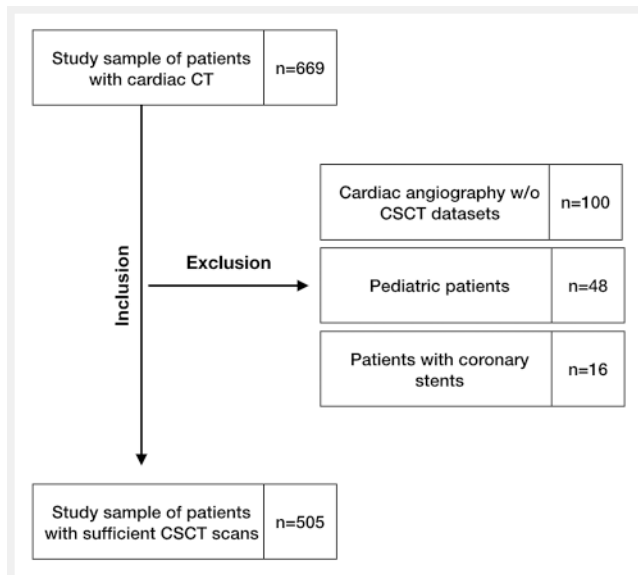 Study sample of patients
with cardiac CT
n=669
Cardiac angiography w/o
CSCT datasets
n=100
Exclusion
Inclusion
Pediatric patients
n=48
Patients with coronary
stents
n=16
Study sample of patients
with sufficient CSCT scans
n=505